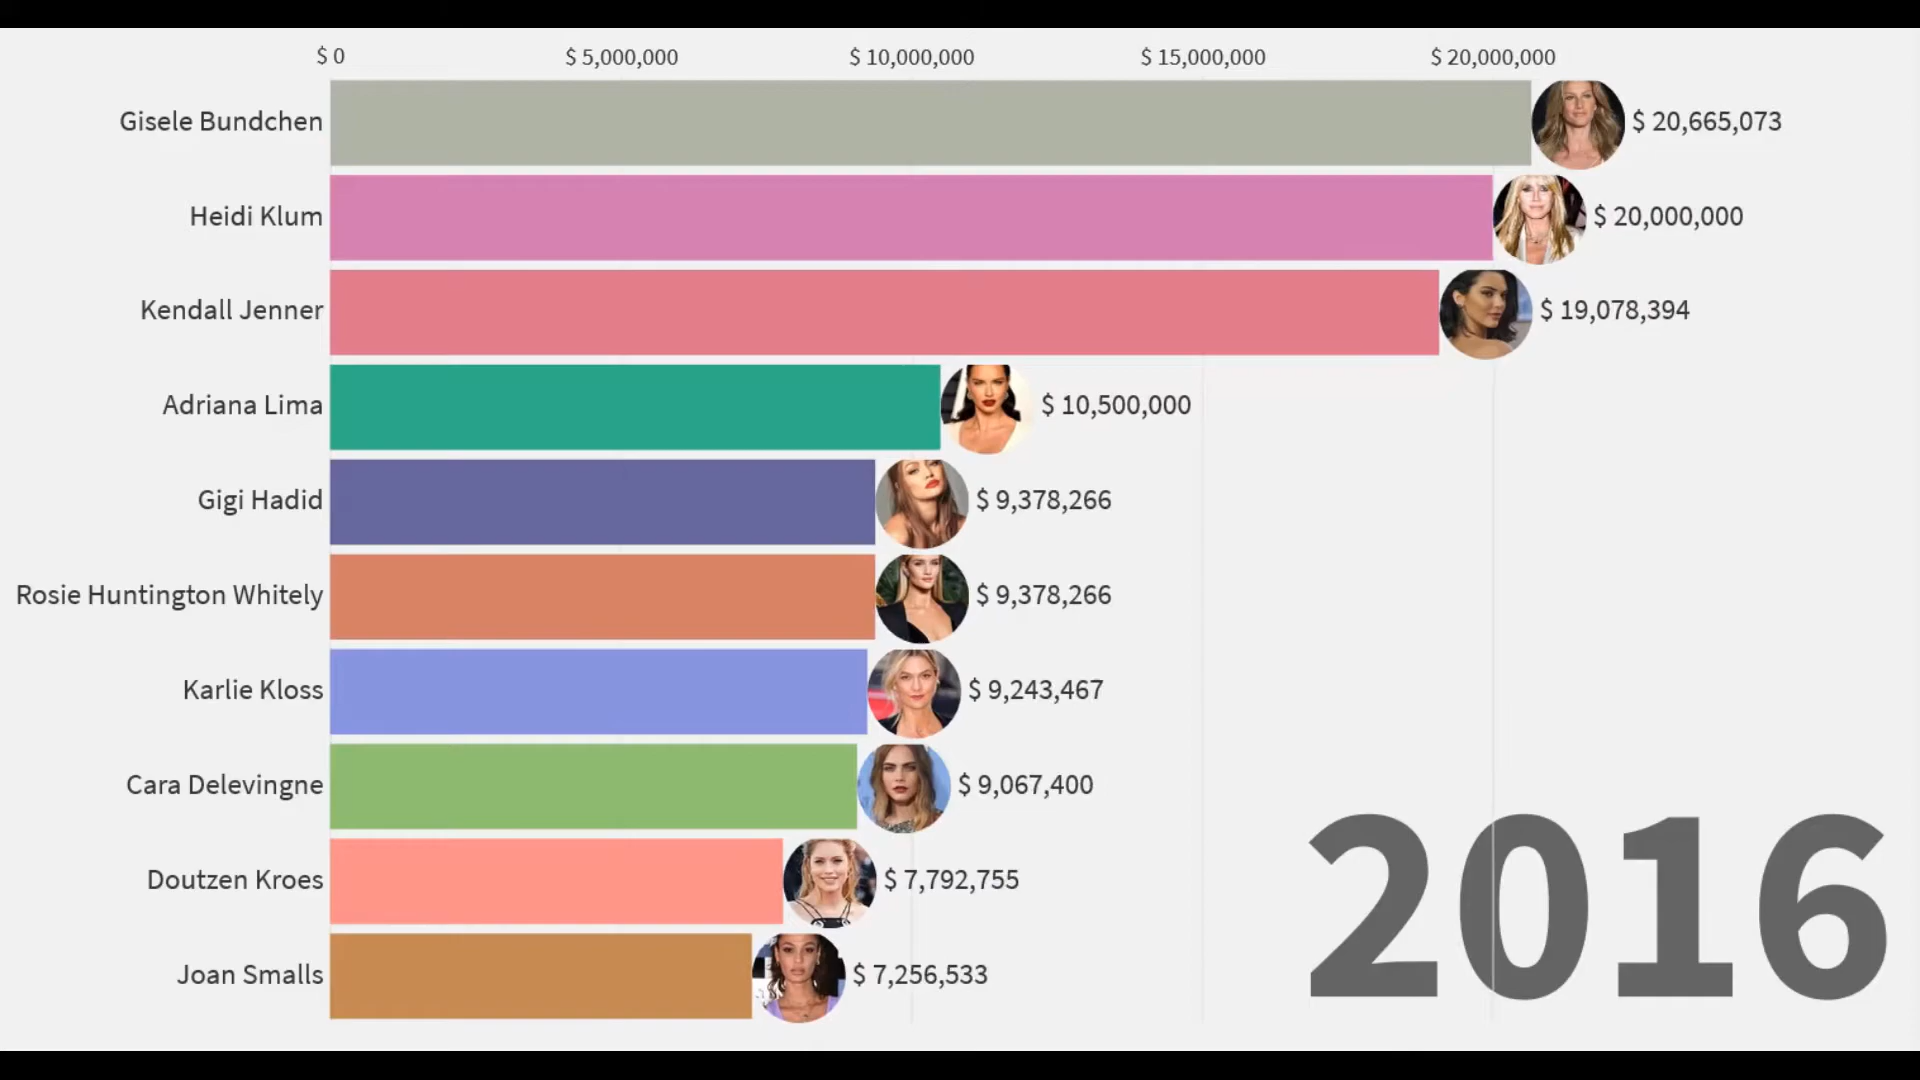 $ 0 $ 5,000,000 $ 10,000,000 $ 15,000,000 $ 20,000,000
Gisele Bundchen $ 20,665,073
Heidi Klum $ 20,000,000
Kendall Jenner $ 19,078,394
Adriana Lima $ 10,500,000
Gigi Hadid $ 9,378,266
Rosie Huntington Whitely $ 9,378,266
Karlie Kloss $ 9,243,467
Cara Delevingne $ 9,067,400
Doutzen Kroes $ 7,792,755
Joan Smalls $ 7,256,533
2016